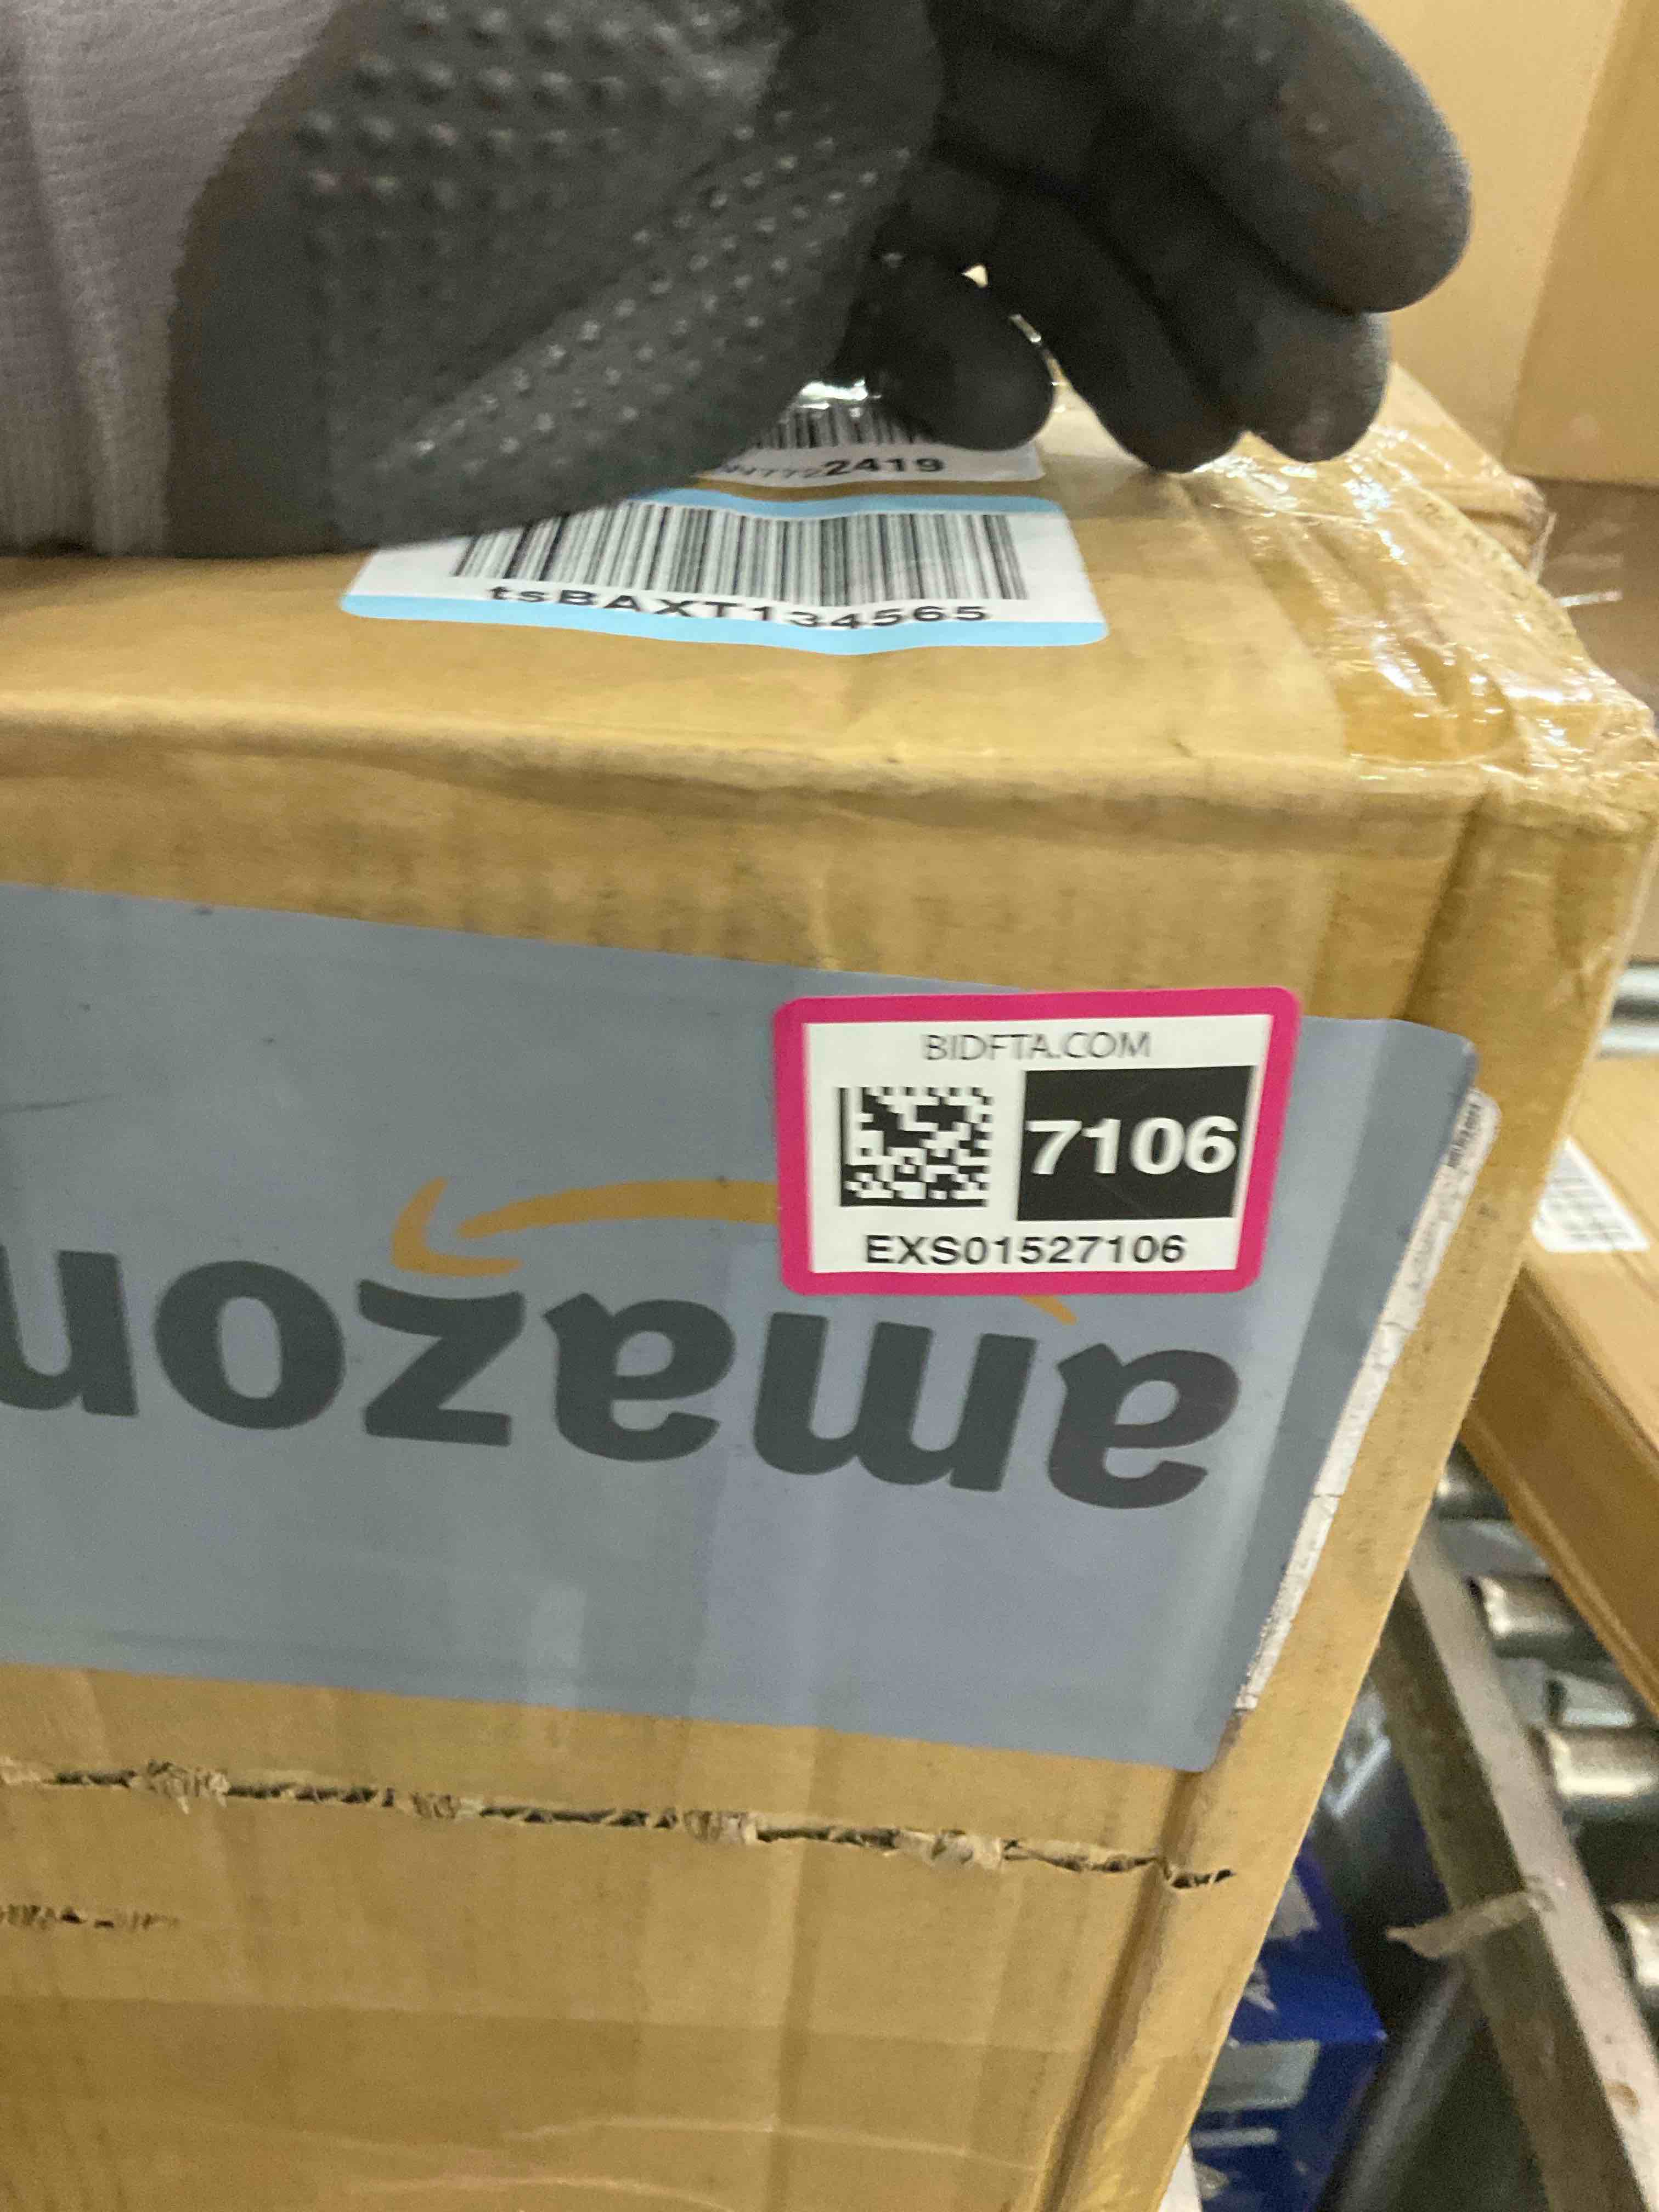 2419
tsBAXT134565
BIDFTA.COM
7106
EXS01527106
amazon